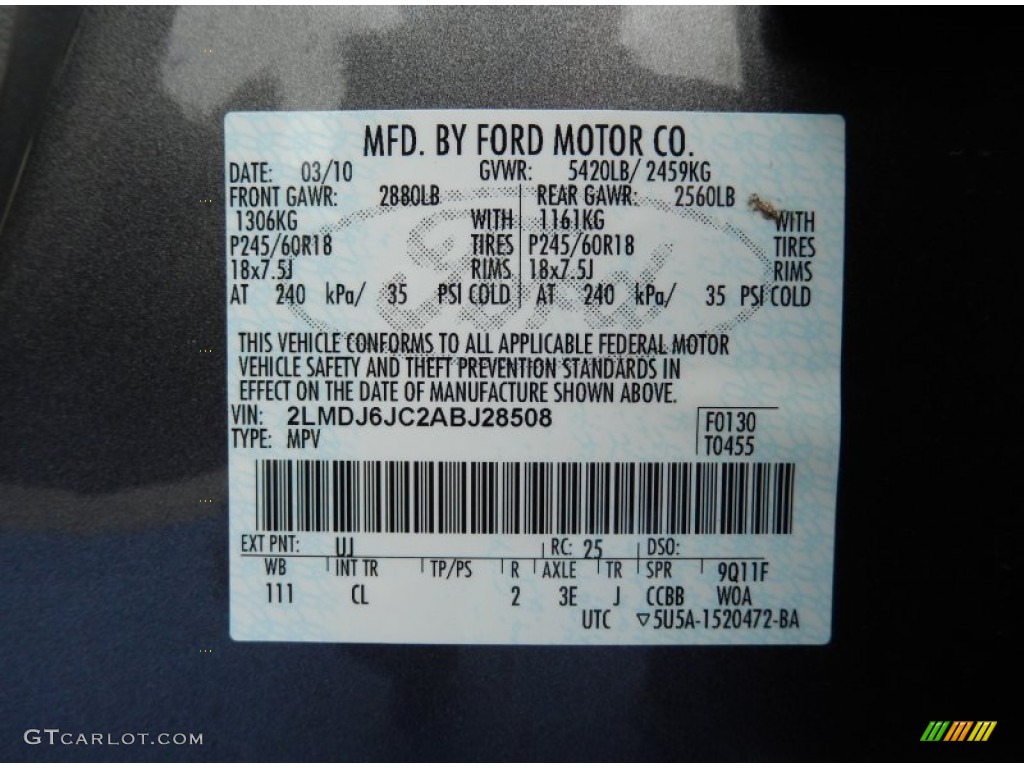 MFD. BY FORD MOTOR CO.
DATE: 03/10 GVWR: 5420LB/ 2459KG
FRONT GAWR: 2880LB REAR GAWR: 2560LB
1306KG WITH 1161KG WITH
P245/60R18 TIRES P245/60R18 TIRES
18x7.5J RIMS 18x7.5J RIMS
AT 240 kPa/ 35 PSI COLD AT 240 kPa/ 35 PSI COLD
Ford
THIS VEHICLE CONFORMS TO ALL APPLICABLE FEDERAL MOTOR
VEHICLE SAFETY AND THEFT PREVENTION STANDARDS IN
EFFECT ON THE DATE OF MANUFACTURE SHOWN ABOVE.
VIN: 2LMDJ6JC2ABJ28508 F0130
TYPE: MPV T0455
EXT PNT: UJ RC: 25 DSO:
WB INT TR TP/PS R AXLE TR SPR 9Q11F
111 CL 2 3E J CCBB WOA
UTC ▽5U5A-1520472-BA
GTCARLOT.COM